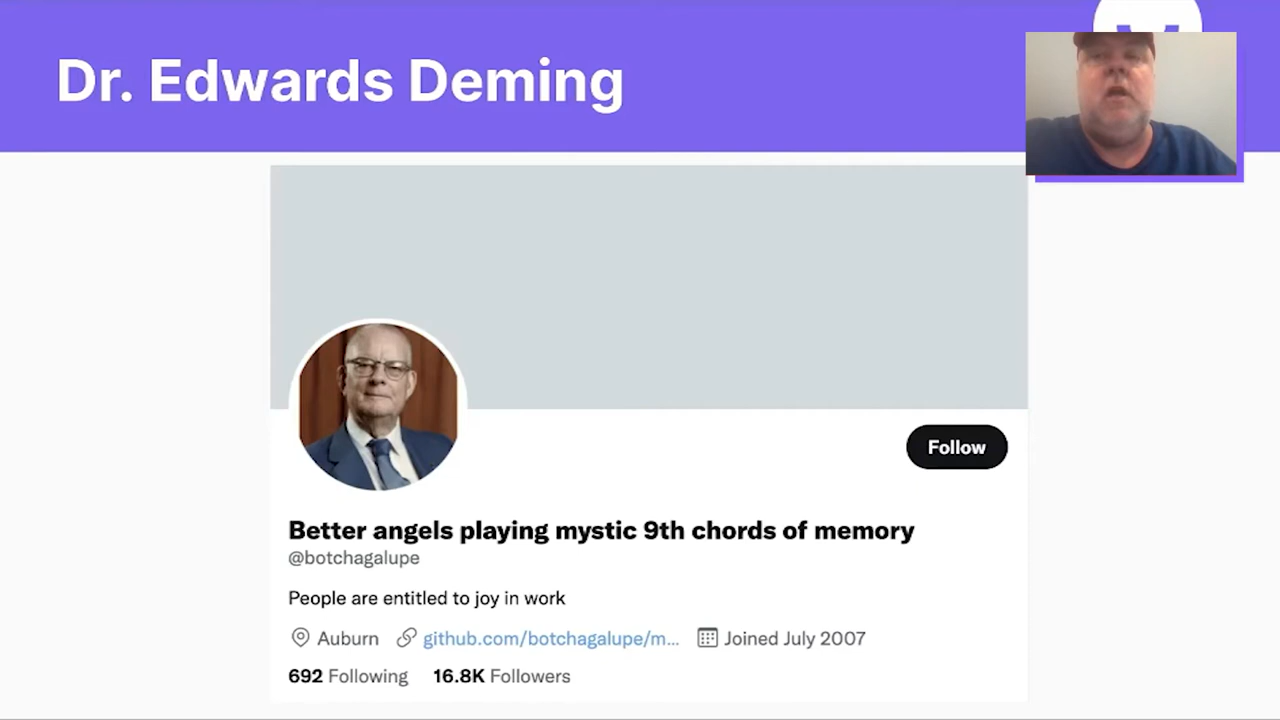 Dr. Edwards Deming
Follow
Better angels playing mystic 9th chords of memory
@botchagalupe
People are entitled to joy in work
Auburn github.com/botchagalupe/m... Joined July 2007
692 Following 16.8K Followers